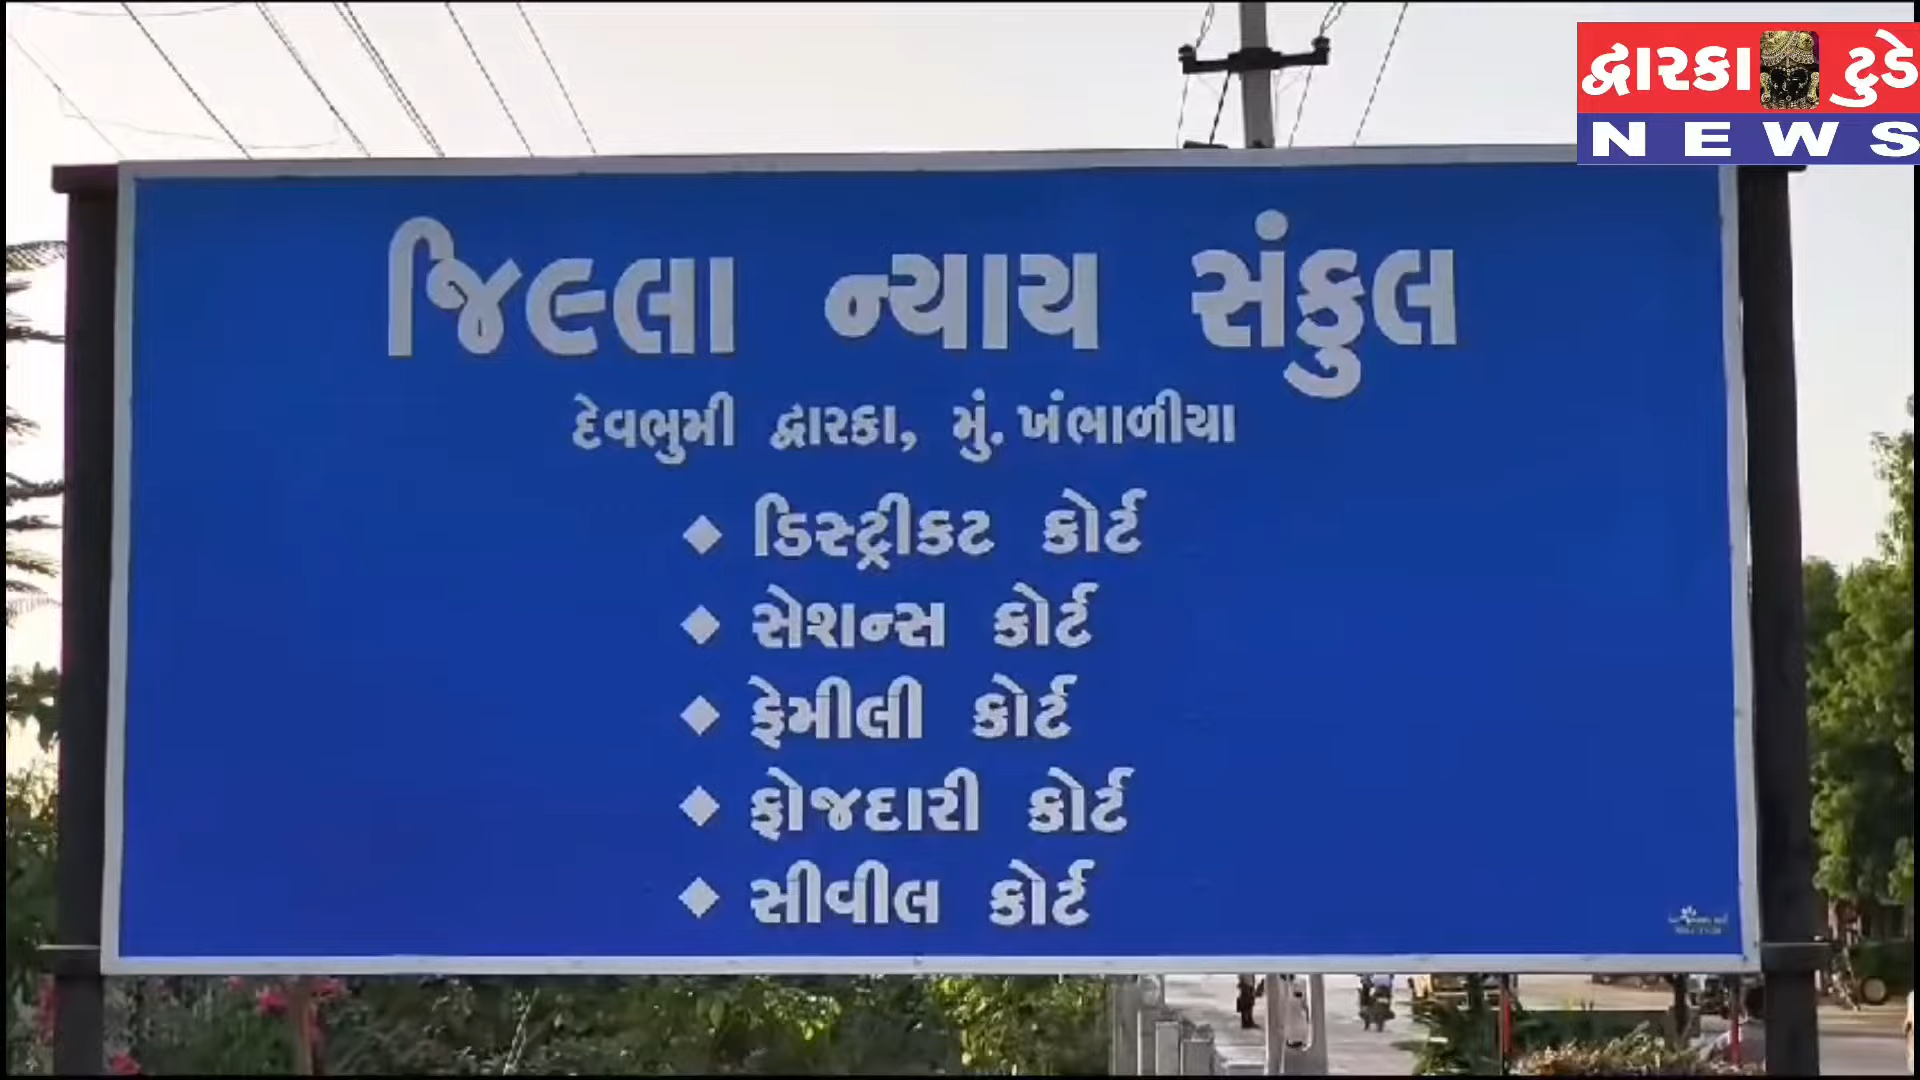 દ્વારકા ટુડે
NEWS
જિલ્લા ન્યાય સંકુલ
દેવભુમી દ્વારકા, મું. ખંભાળીયા
◆ ડિસ્ટ્રીકટ કોર્ટ
◆ સેશન્સ કોર્ટ
◆ ફેમીલી કોર્ટ
◆ ફોજદારી કોર્ટ
◆ સીવીલ કોર્ટ